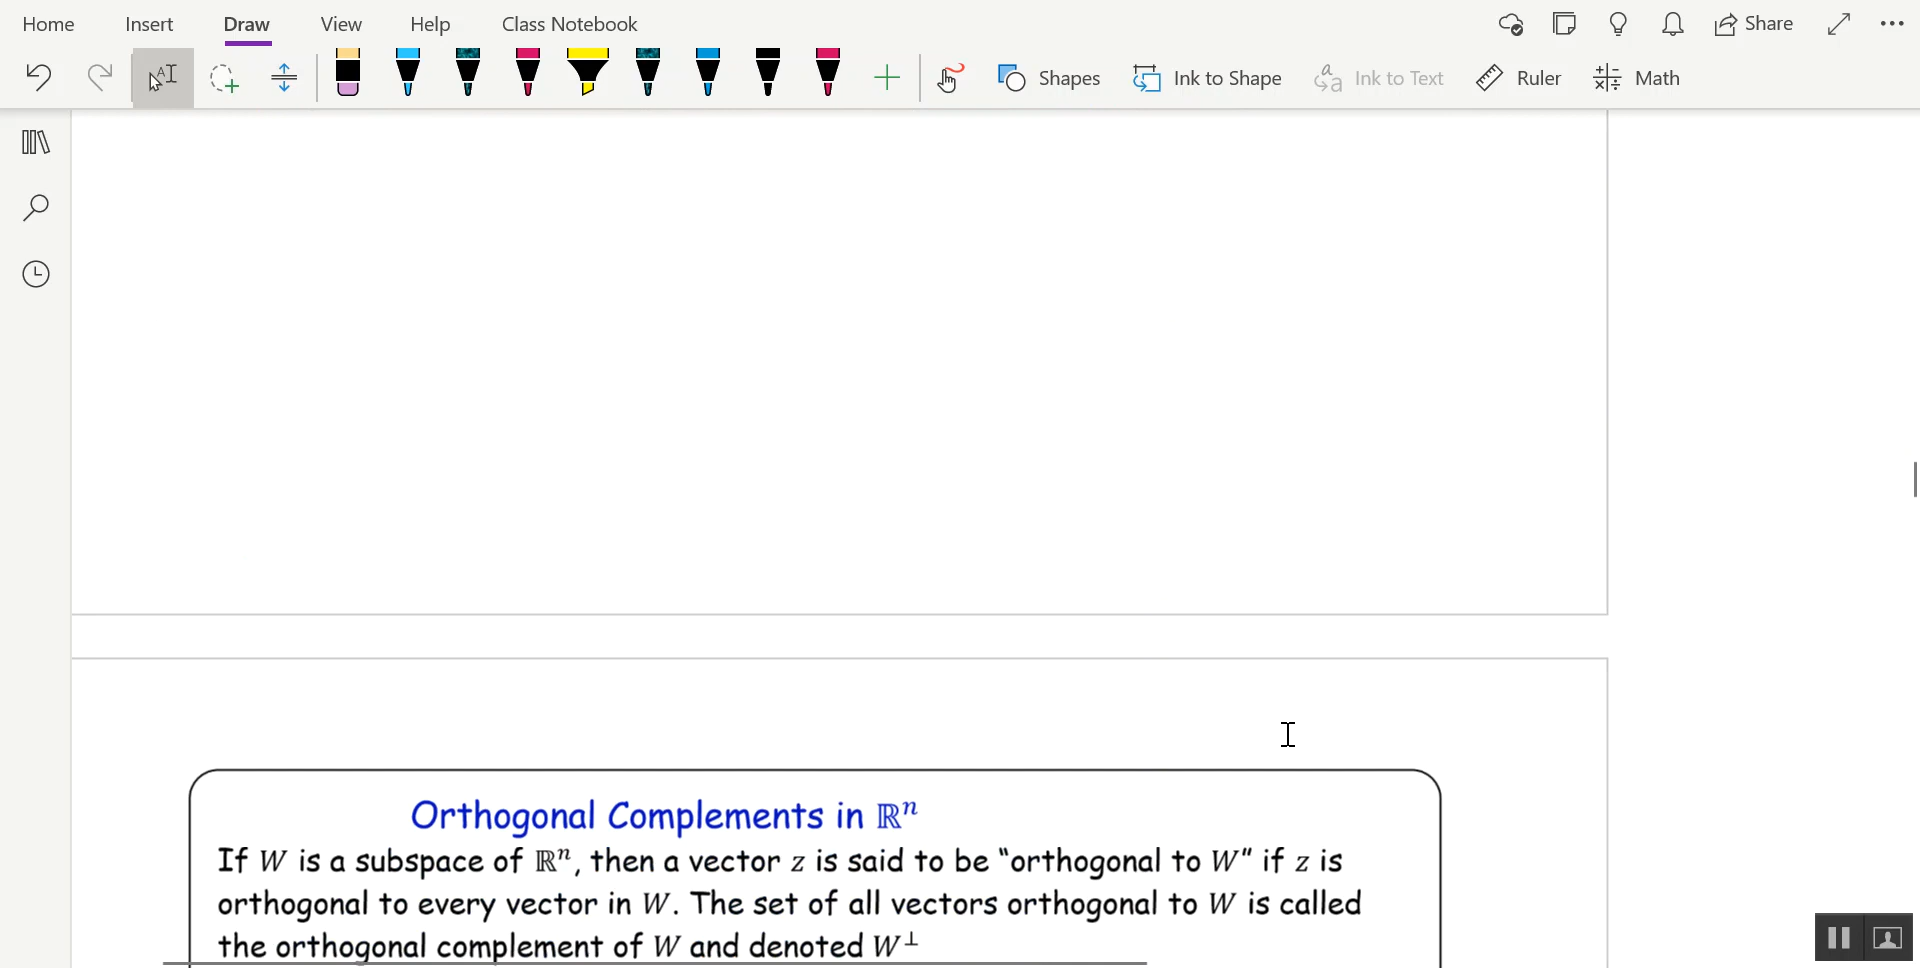 Home Insert Draw View Help Class Notebook Share
Shapes Ink to Shape Ink to Text Ruler Math
Orthogonal Complements in ℝⁿ
If W is a subspace of ℝⁿ, then a vector z is said to be “orthogonal to W” if z is
orthogonal to every vector in W. The set of all vectors orthogonal to W is called
the orthogonal complement of W and denoted W⊥